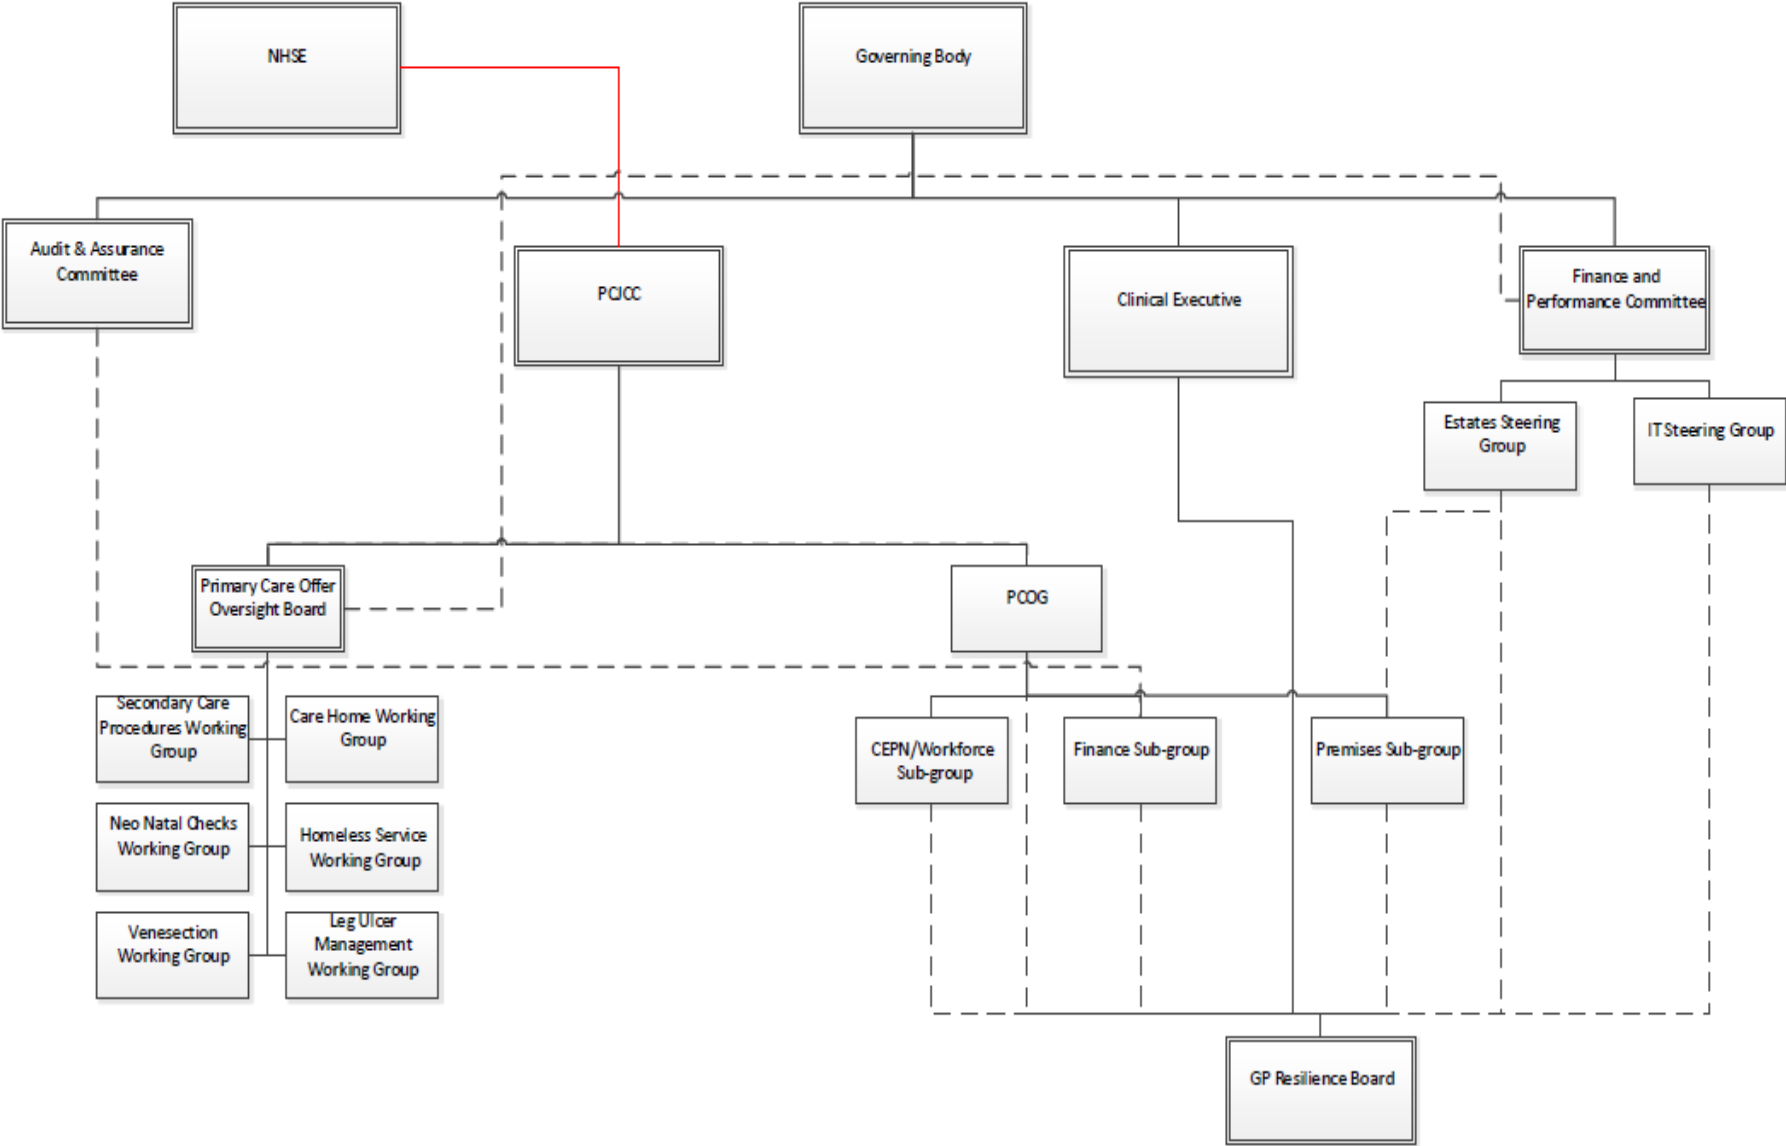 NHSE
Governing Body
Audit & Assurance
Committee
PCJCC
Clinical Executive
Finance and
Performance Committee
Estates Steering
Group
IT Steering Group
Primary Care Offer
Oversight Board
PCOG
Secondary Care
Procedures Working
Group
Care Home Working
Group
CEPN/Workforce
Sub-group
Finance Sub-group
Premises Sub-group
Neo Natal Checks
Working Group
Homeless Service
Working Group
Venesection
Working Group
Leg Ulcer
Management
Working Group
GP Resilience Board